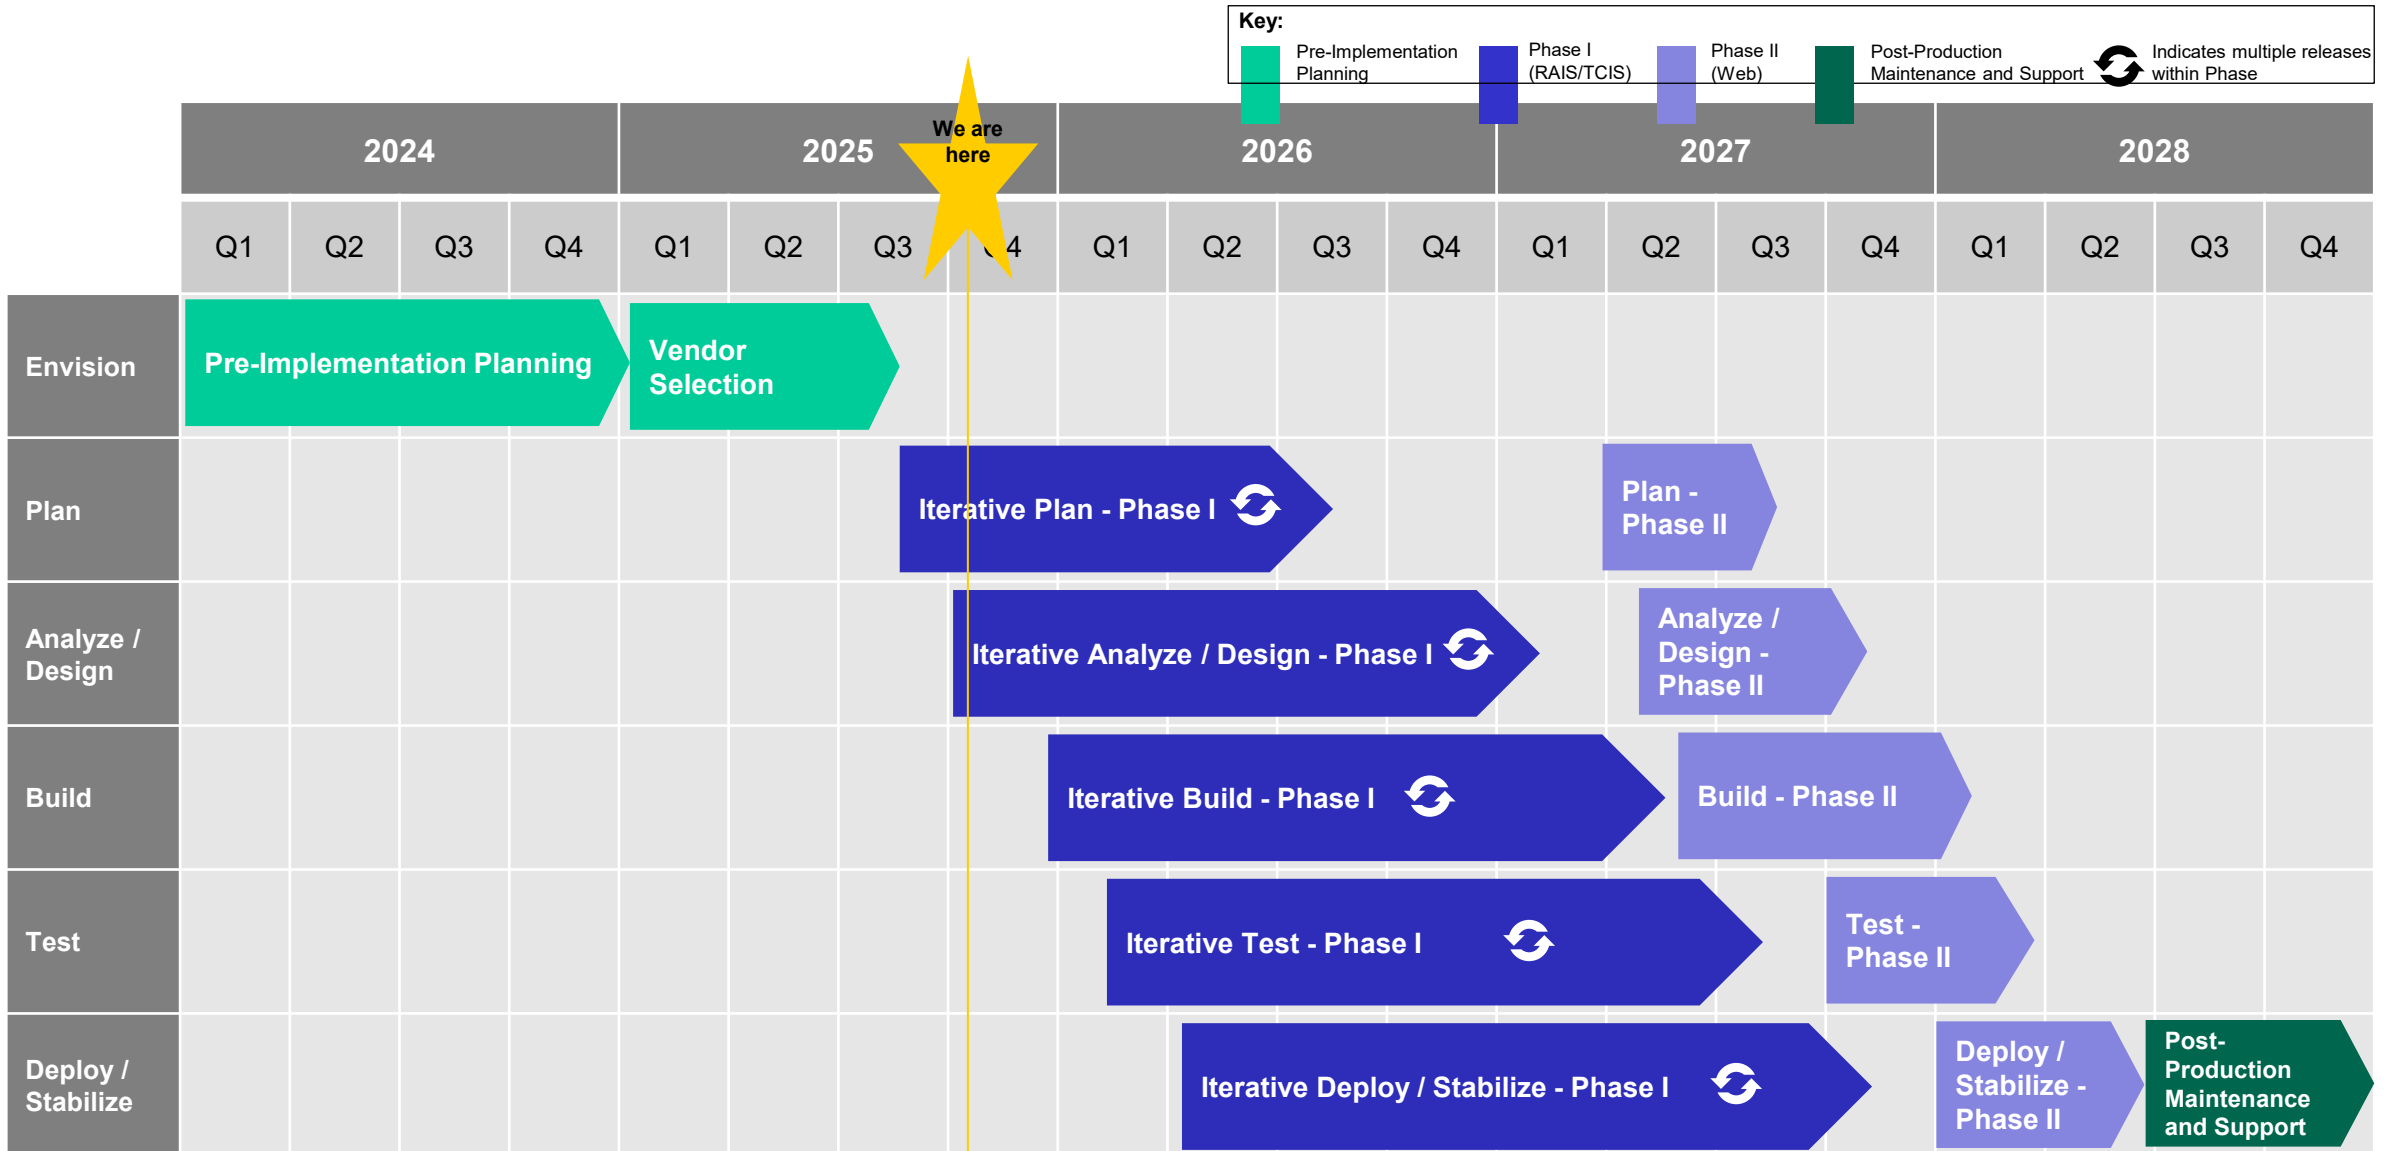 Key:
Pre-Implementation
Planning
Phase I
(RAIS/TCIS)
Phase II
(Web)
Post-Production
Maintenance and Support
Indicates multiple releases
within Phase
We are
here
2024
2025
2026
2027
2028
Q1
Q2
Q3
Q4
Q1
Q2
Q3
Q4
Q1
Q2
Q3
Q4
Q1
Q2
Q3
Q4
Q1
Q2
Q3
Q4
Envision
Pre-Implementation Planning
Vendor
Selection
Plan
Iterative Plan - Phase I
Plan -
Phase II
Analyze /
Design
Iterative Analyze / Design - Phase I
Analyze /
Design -
Phase II
Build
Iterative Build - Phase I
Build - Phase II
Test
Iterative Test - Phase I
Test -
Phase II
Deploy /
Stabilize
Iterative Deploy / Stabilize - Phase I
Deploy /
Stabilize -
Phase II
Post-
Production
Maintenance
and Support